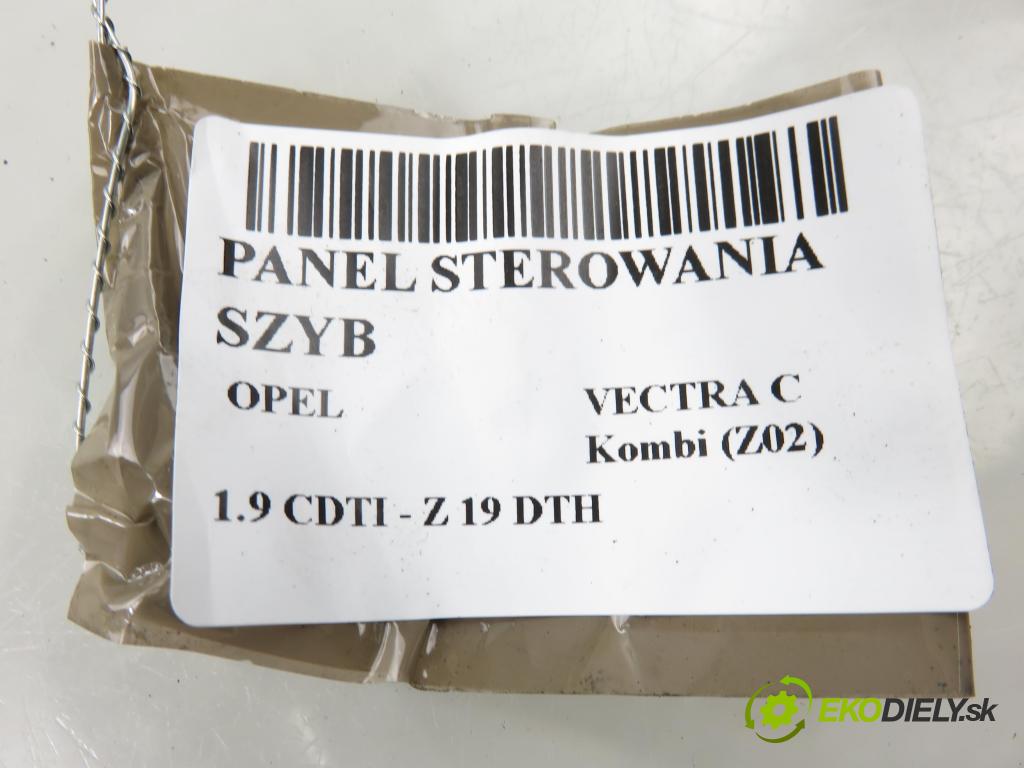 PANEL STEROWANIA
SZYB
OPEL
VECTRA C
Kombi (Z02)
1.9 CDTI - Z 19 DTH
EKODIELY.sk